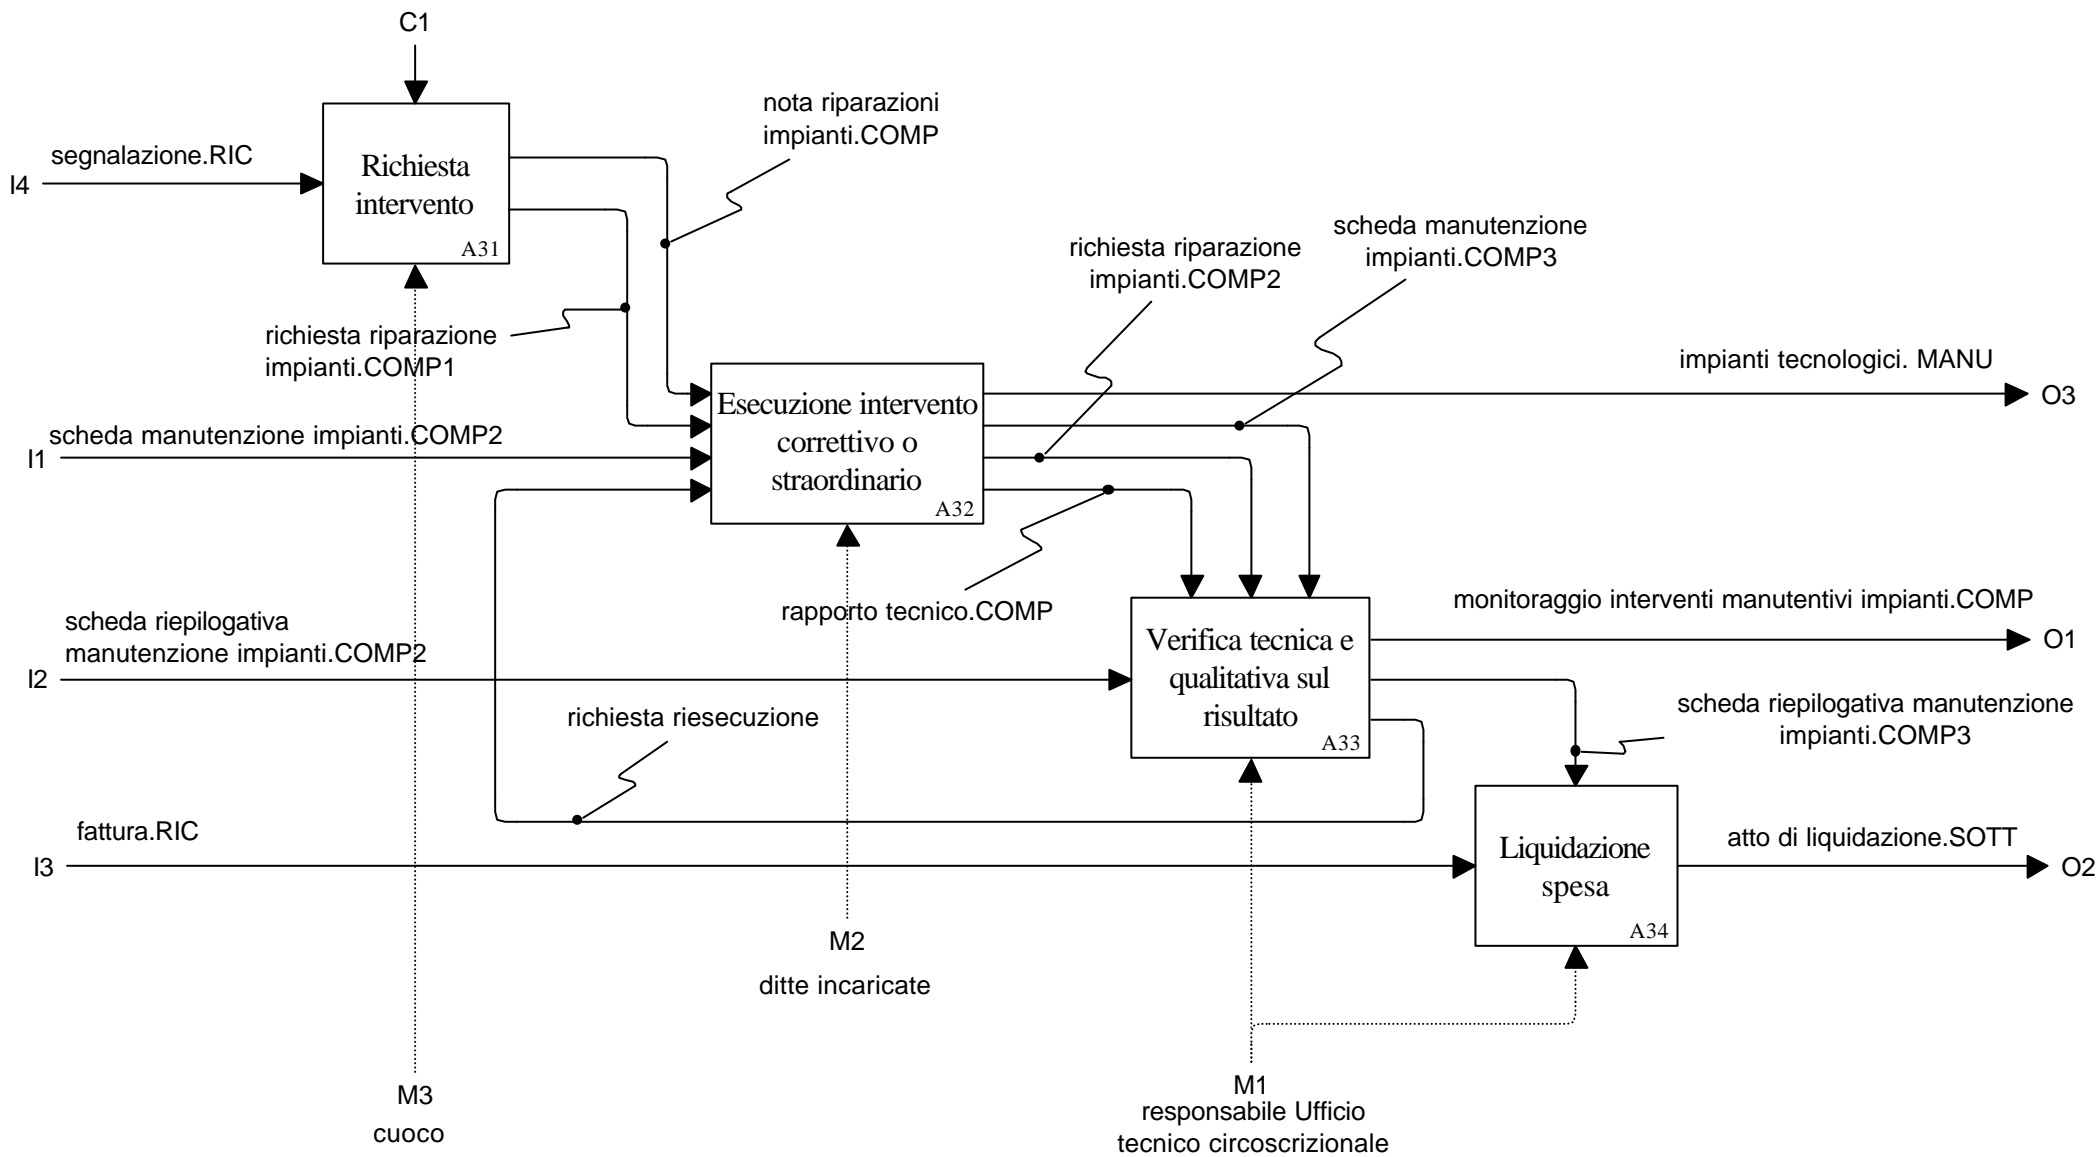 C1
nota riparazioni
impianti.COMP
segnalazione.RIC
I4
Richiesta
intervento
A31
scheda manutenzione
impianti.COMP3
richiesta riparazione
impianti.COMP2
richiesta riparazione
impianti.COMP1
impianti tecnologici. MANU
O3
Esecuzione intervento
correttivo o
straordinario
A32
scheda manutenzione impianti.COMP2
I1
rapporto tecnico.COMP
monitoraggio interventi manutentivi impianti.COMP
O1
scheda riepilogativa
manutenzione impianti.COMP2
I2
Verifica tecnica e
qualitativa sul
risultato
A33
richiesta riesecuzione
scheda riepilogativa manutenzione
impianti.COMP3
fattura.RIC
I3
Liquidazione
spesa
A34
atto di liquidazione.SOTT
O2
M2
ditte incaricate
M3
cuoco
M1
responsabile Ufficio
tecnico circoscrizionale